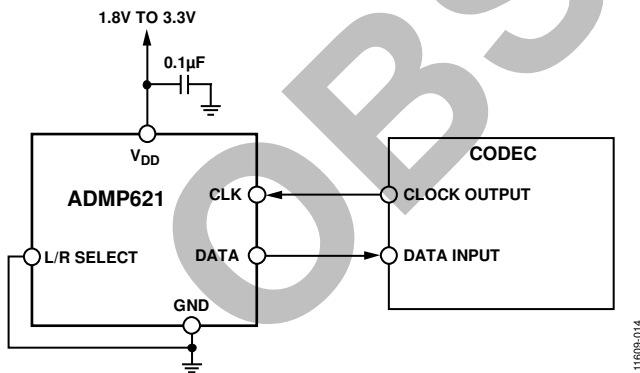 1.8V TO 3.3V
0.1µF
VDD
ADMP621
CLK
L/R SELECT
DATA
GND
CODEC
CLOCK OUTPUT
DATA INPUT
11609-014
OBS